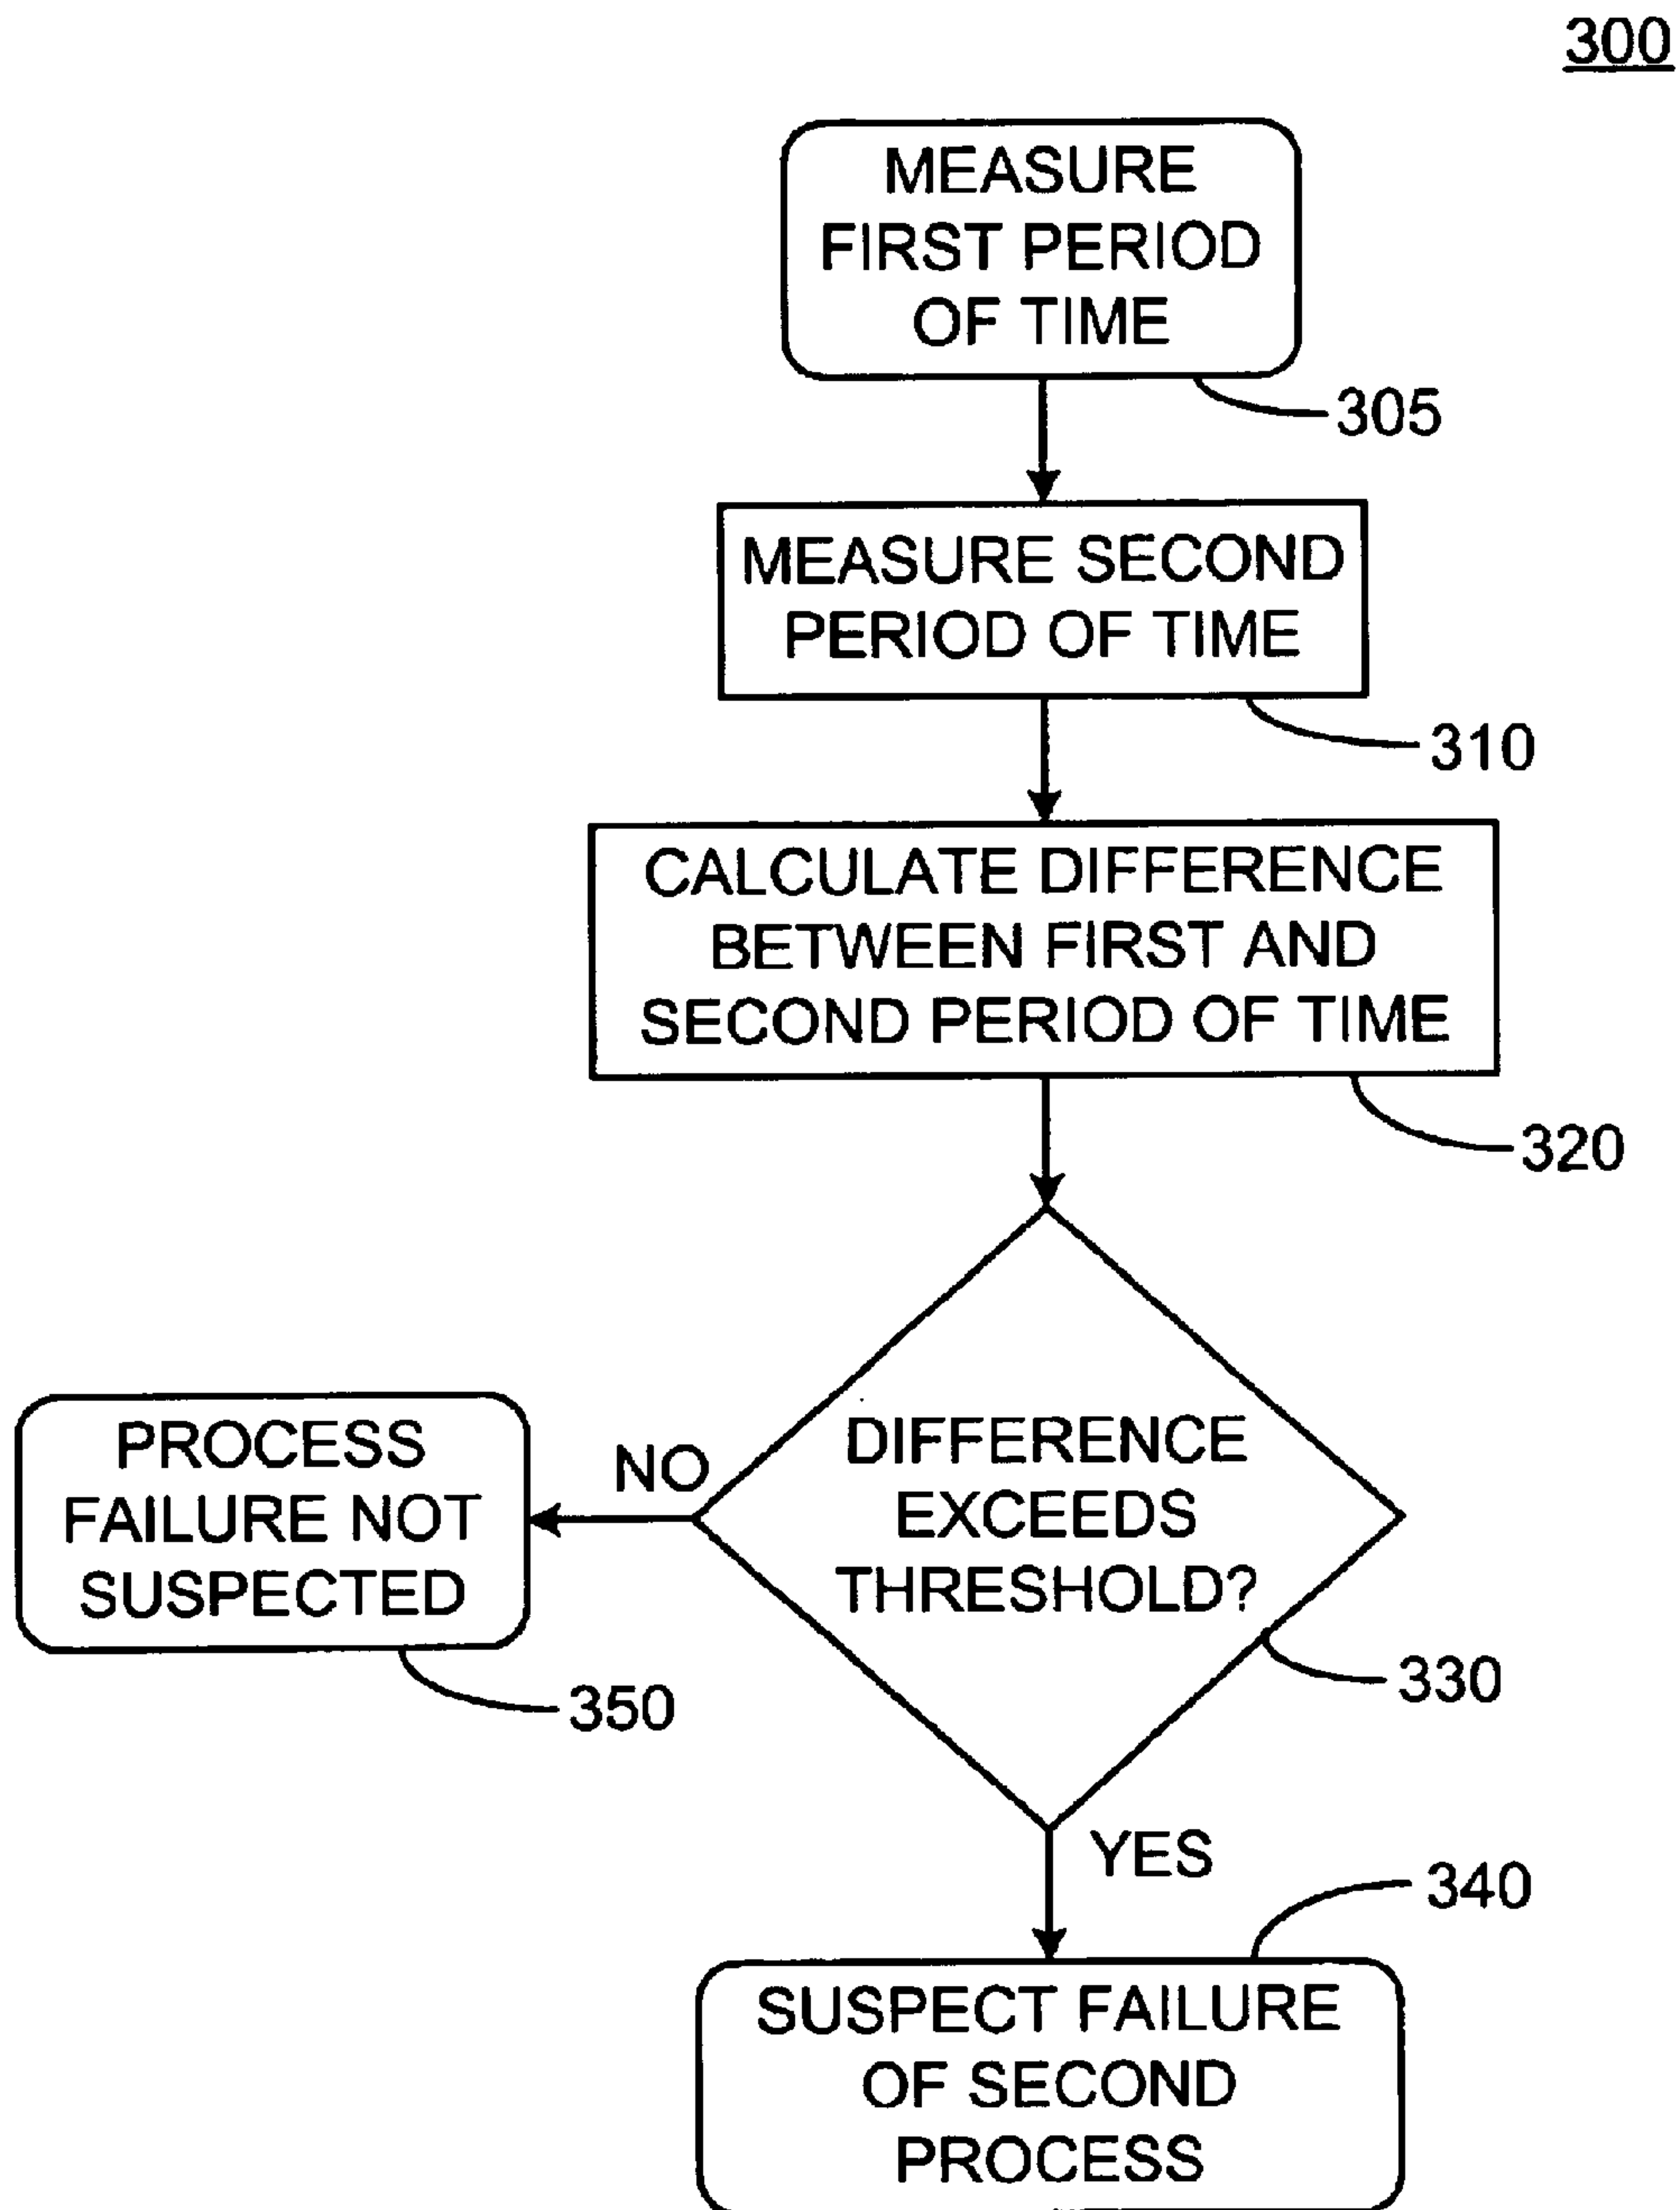 300
MEASURE
FIRST PERIOD
OF TIME
305
MEASURE SECOND
PERIOD OF TIME
310
CALCULATE DIFFERENCE
BETWEEN FIRST AND
SECOND PERIOD OF TIME
320
DIFFERENCE
EXCEEDS
THRESHOLD?
330
NO
PROCESS
FAILURE NOT
SUSPECTED
350
YES
340
SUSPECT FAILURE
OF SECOND
PROCESS